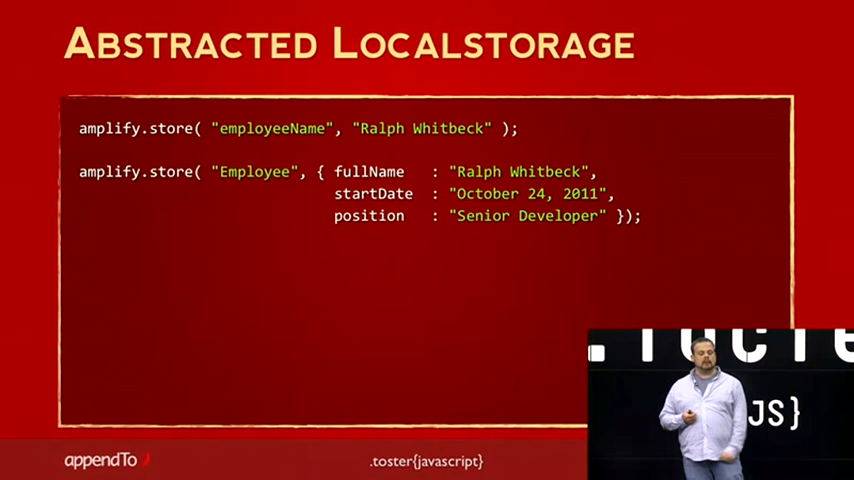 ABSTRACTED LOCALSTORAGE
amplify.store( "employeeName", "Ralph Whitbeck" );
amplify.store( "Employee", { fullName : "Ralph Whitbeck",
startDate : "October 24, 2011",
position : "Senior Developer" });
JS}
appendTo
.toster{javascript}